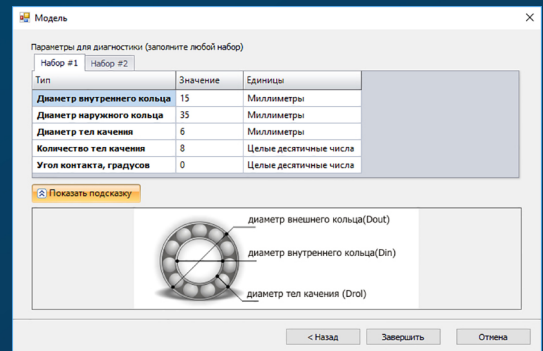 Модель
Параметры для диагностики (заполните любой набор)
Набор #1 Набор #2
Тип Значение Единицы
Диаметр внутреннего кольца 15 Миллиметры
Диаметр наружного кольца 35 Миллиметры
Диаметр тел качения 6 Миллиметры
Количество тел качения 8 Целые десятичные числа
Угол контакта, градусов 0 Целые десятичные числа
Показать подсказку
диаметр внешнего кольца(Dout)
диаметр внутреннего кольца(Din)
диаметр тел качения (Drol)
< Назад Завершить Отмена